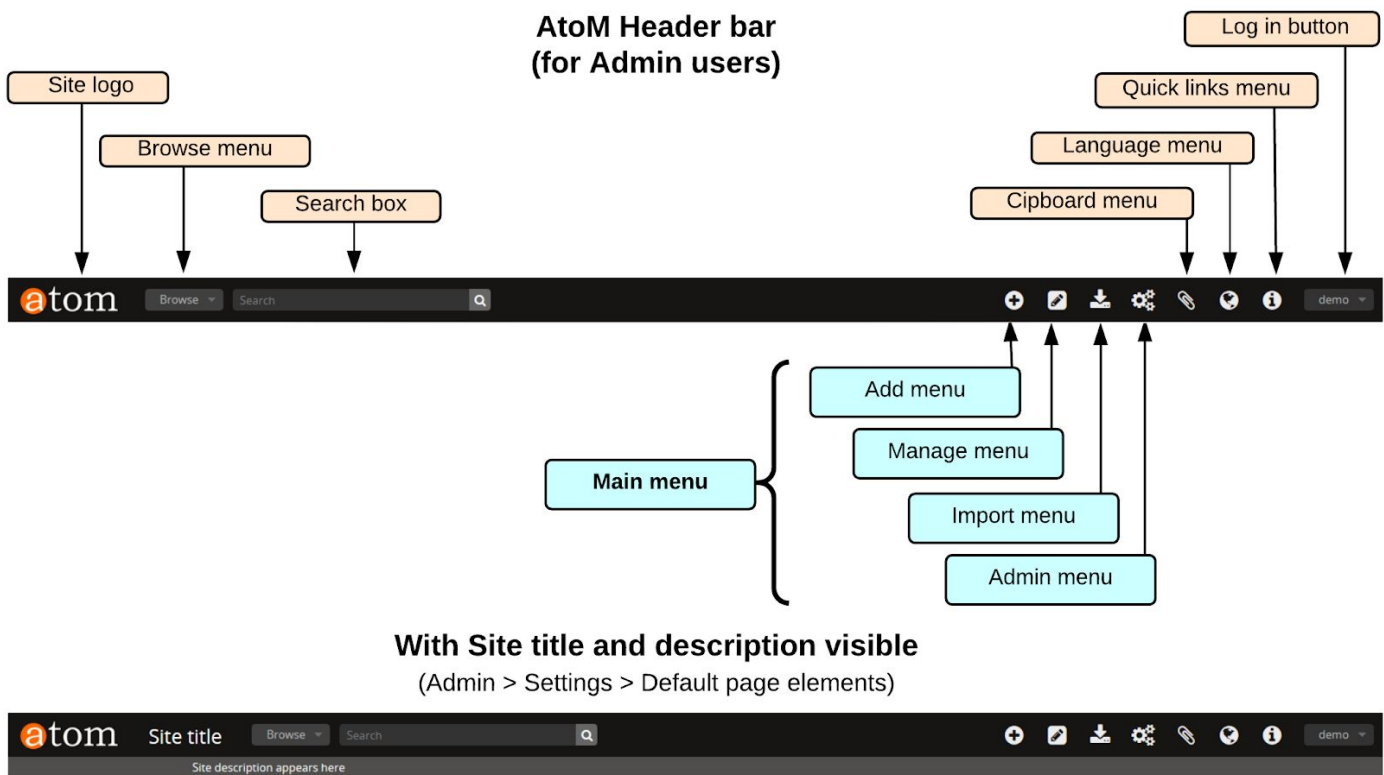 AtoM Header bar
(for Admin users)
Log in button
Site logo
Quick links menu
Browse menu
Language menu
Search box
Cipboard menu
atom Browse Search demo
Add menu
Manage menu
Main menu
Import menu
Admin menu
With Site title and description visible
(Admin > Settings > Default page elements)
atom Site title Browse Search demo
Site description appears here